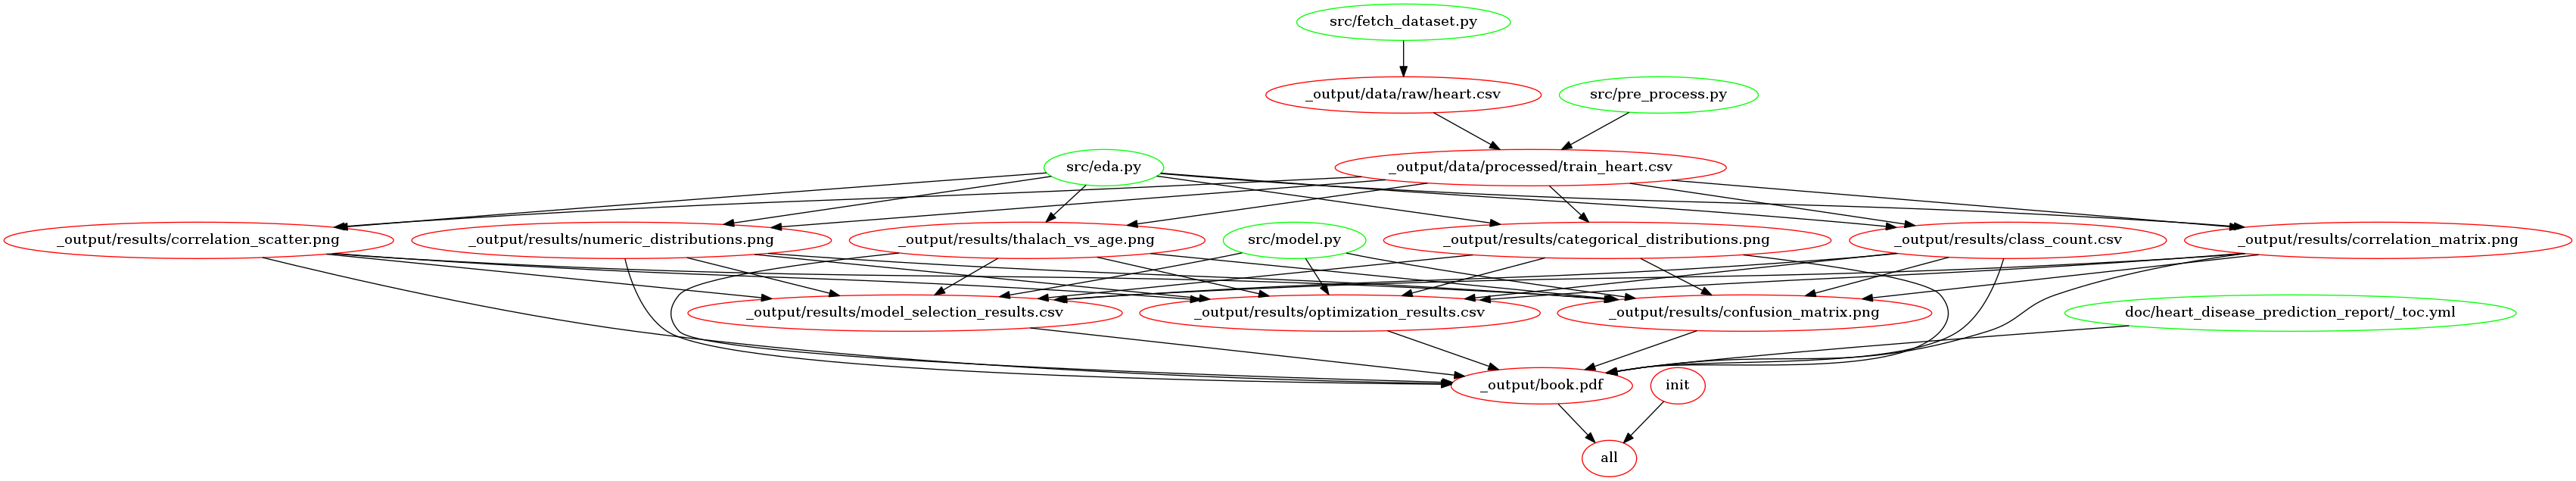 src/fetch_dataset.py
_output/data/raw/heart.csv
src/pre_process.py
src/eda.py
_output/data/processed/train_heart.csv
_output/results/correlation_scatter.png
_output/results/numeric_distributions.png
_output/results/thalach_vs_age.png
src/model.py
_output/results/categorical_distributions.png
_output/results/class_count.csv
_output/results/correlation_matrix.png
_output/results/model_selection_results.csv
_output/results/optimization_results.csv
_output/results/confusion_matrix.png
doc/heart_disease_prediction_report/_toc.yml
_output/book.pdf
init
all